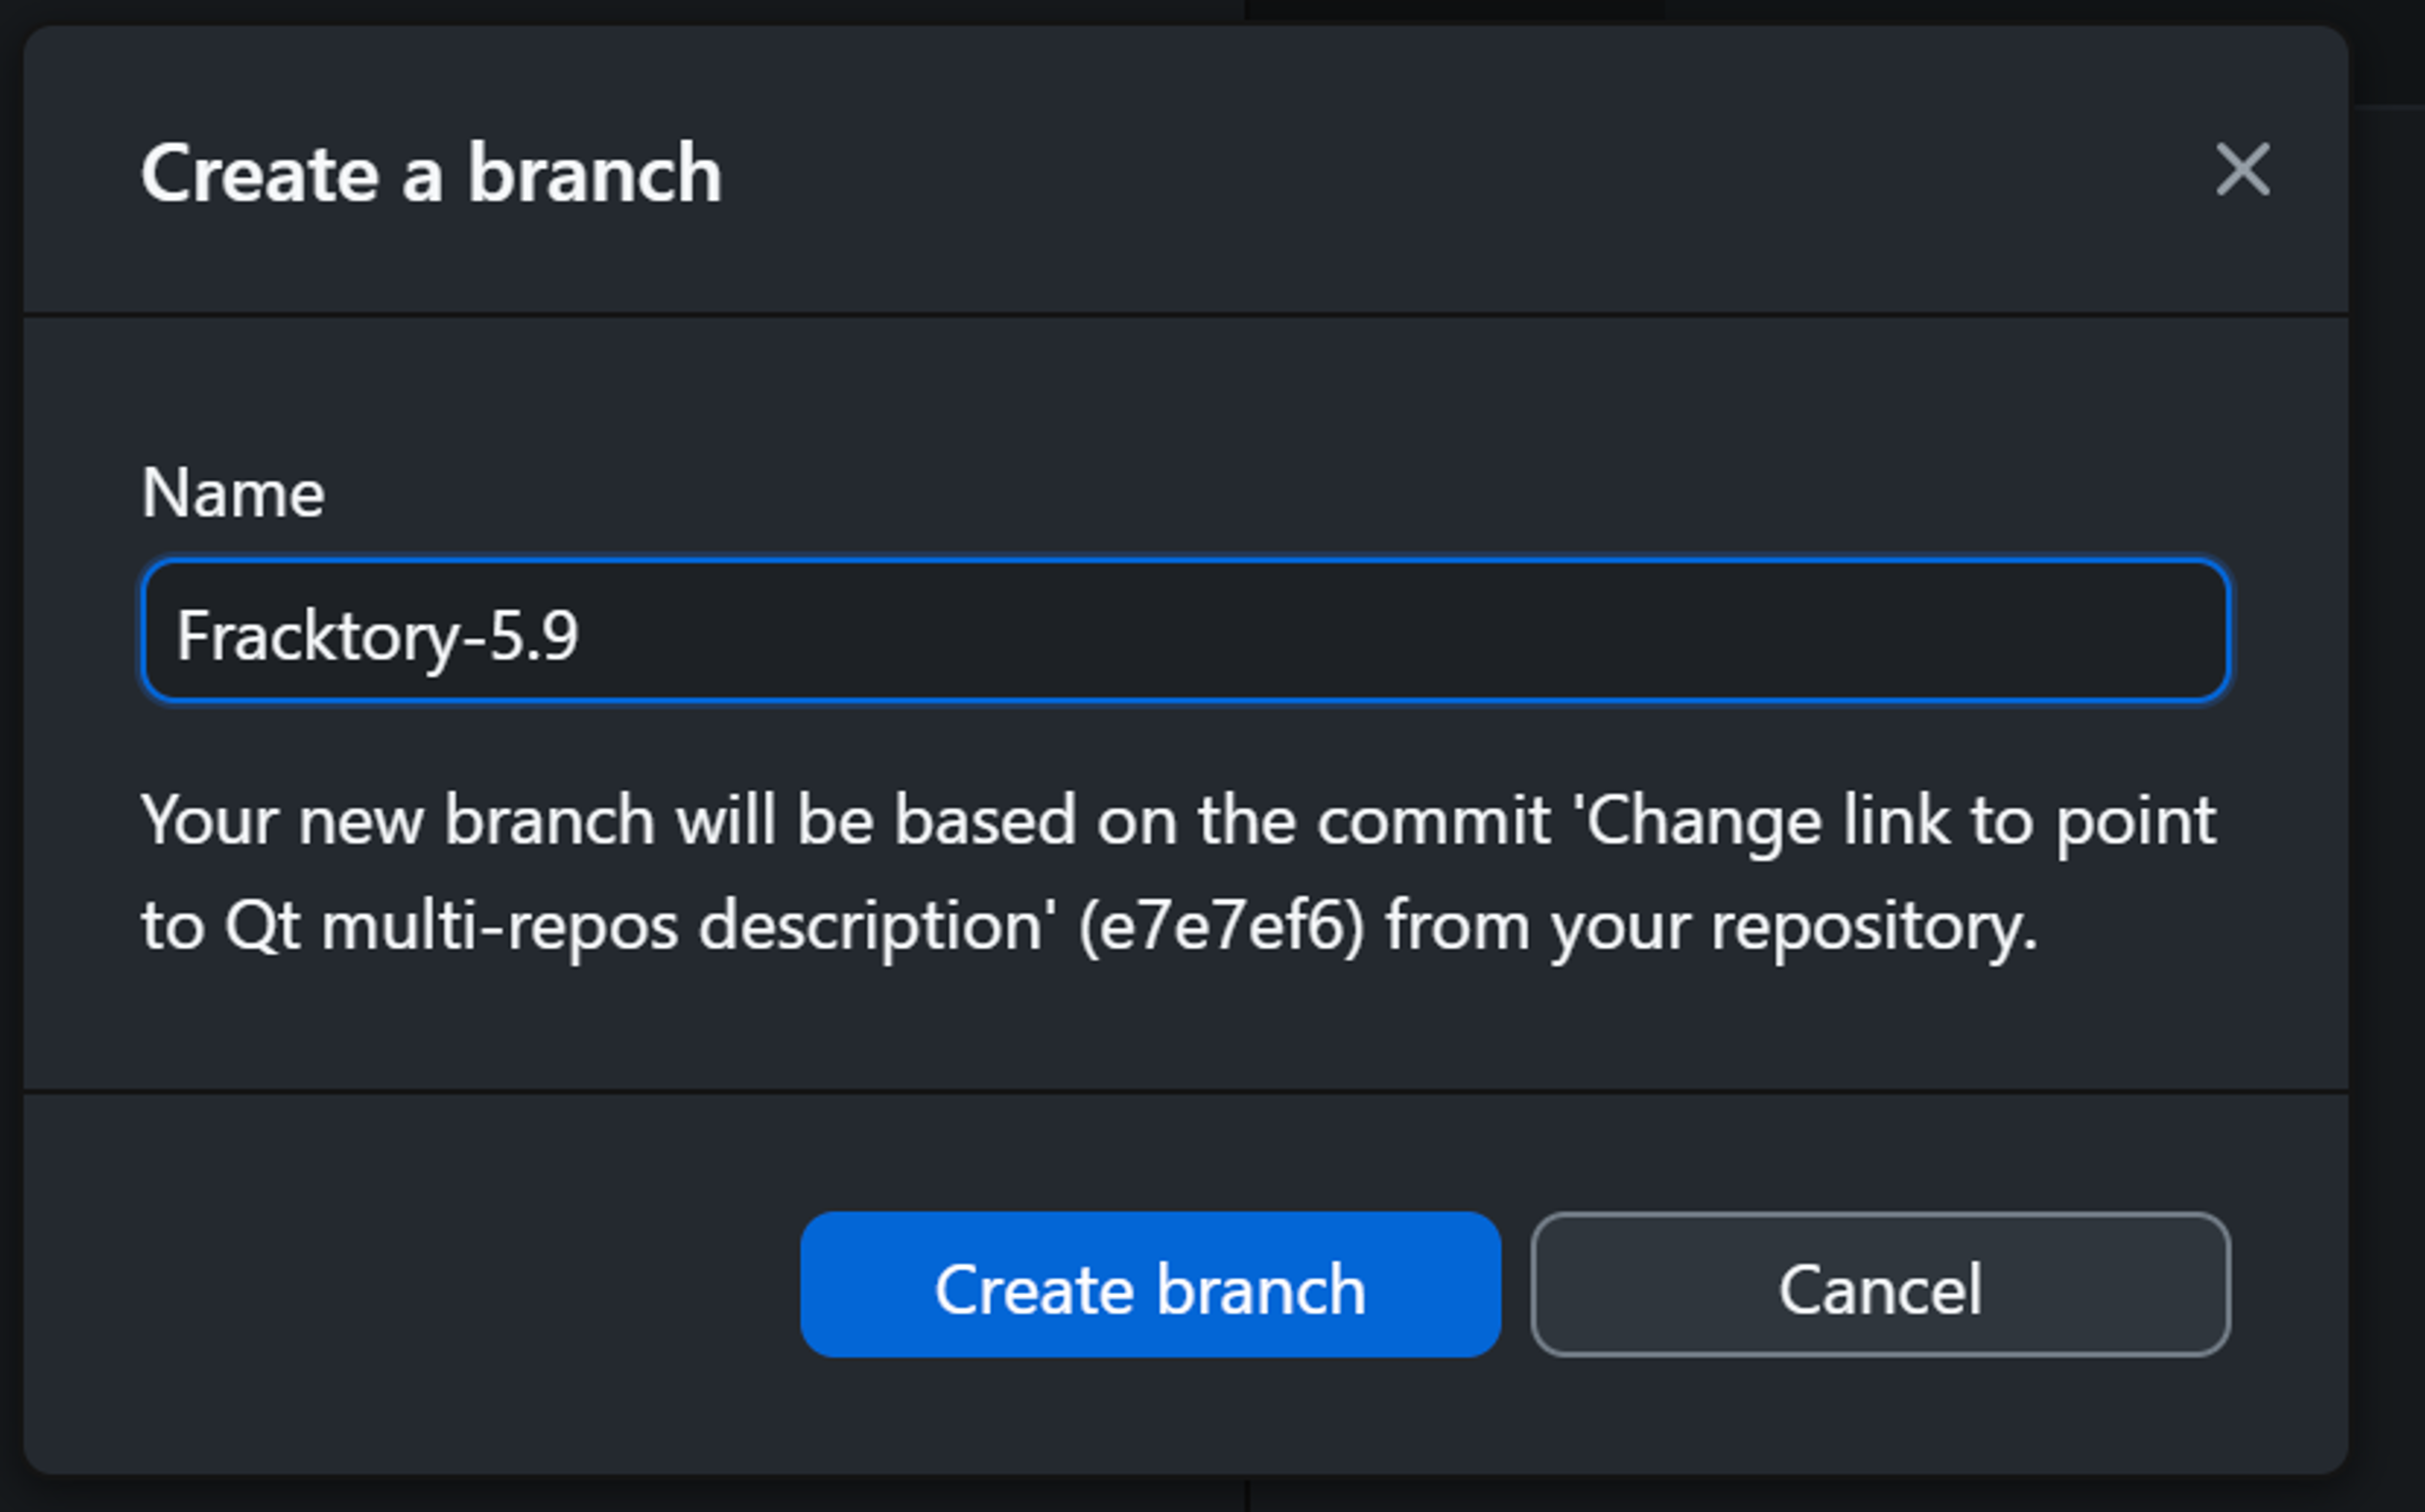 Create a branch
Name
Fracktory-5.9
Your new branch will be based on the commit 'Change link to point
to Qt multi-repos description' (e7e7ef6) from your repository.
Create branch
Cancel